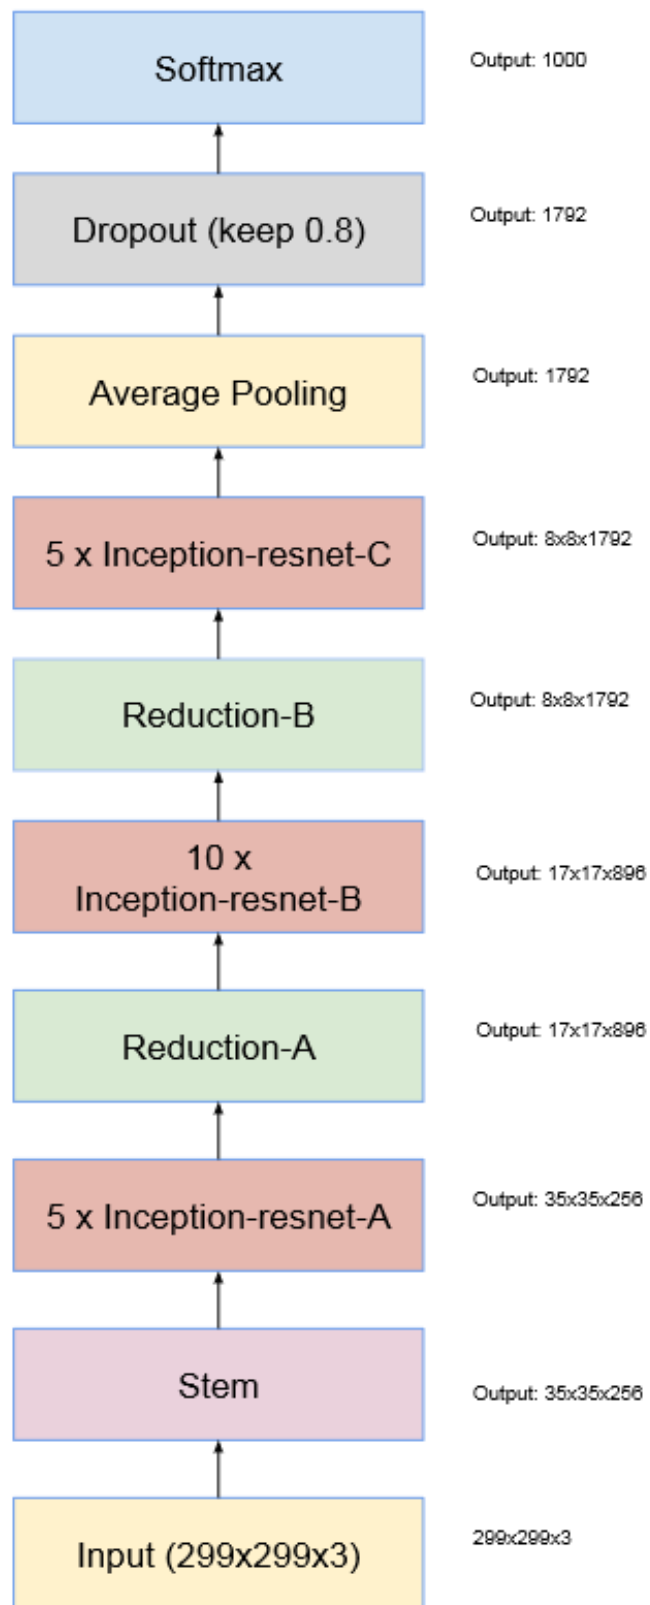 Softmax
Output: 1000
Dropout (keep 0.8)
Output: 1792
Average Pooling
Output: 1792
5 x Inception-resnet-C
Output: 8x8x1792
Reduction-B
Output: 8x8x1792
10 x
Inception-resnet-B
Output: 17x17x896
Reduction-A
Output: 17x17x896
5 x Inception-resnet-A
Output: 35x35x256
Stem
Output: 35x35x256
Input (299x299x3)
299x299x3